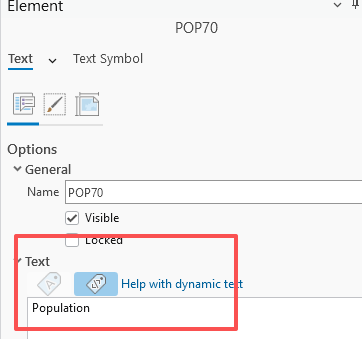 Element
POP70
Text
Text Symbol
Options
General
Name POP70
Visible
Locked
Text
Help with dynamic text
Population